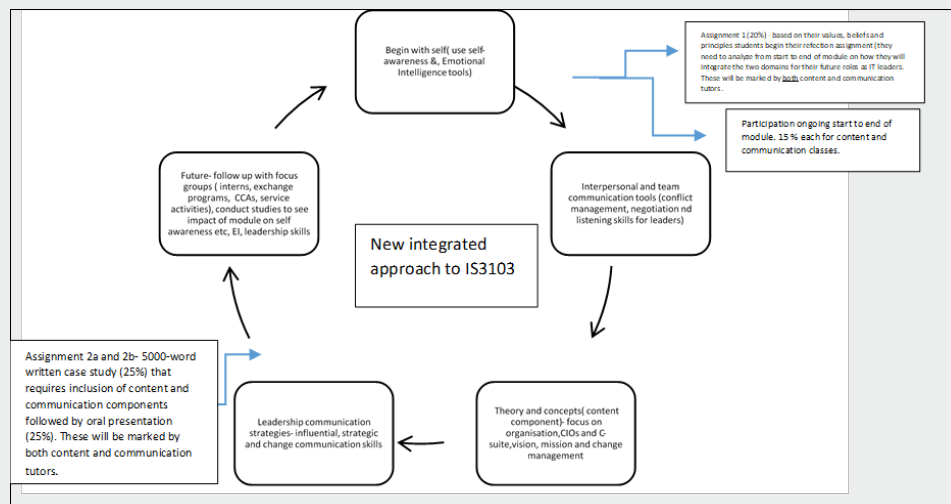 Begin with self( use self-
awareness &, Emotional
Intelligence tools)
Assignment 1 (20%) - based on their values, beliefs and
principles students begin their refection assignment (they
need to analyze from start to end of module on how they will
integrate the two domains for their future roles as IT leaders.
These will be marked by both content and communication
tutors.
Participation ongoing start to end of
module. 15 % each for content and
communication classes.
Interpersonal and team
communication tools (conflict
management, negotiation nd
listening skills for leaders)
Theory and concepts( content
component)- focus on
organisation,CIOs and C-
suite,vision, mission and change
management
Leadership communication
strategies- influential, strategic
and change communication skills
Assignment 2a and 2b- 5000-word
written case study (25%) that
requires inclusion of content and
communication components
followed by oral presentation
(25%). These will be marked by
both content and communication
tutors.
Future- follow up with focus
groups ( interns, exchange
programs, CCAs, service
activities), conduct studies to see
impact of module on self
awareness etc, EI, leadership skills
New integrated
approach to IS3103